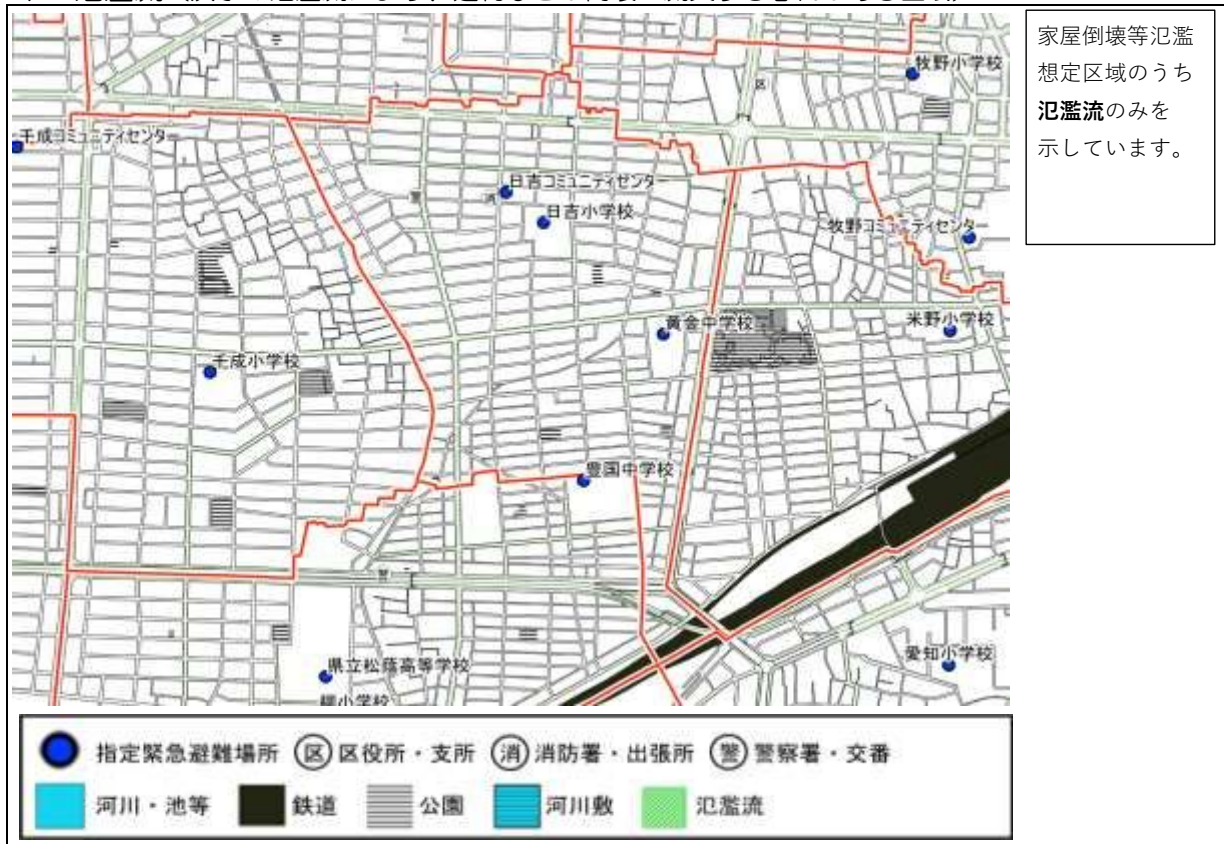 家屋倒壊等氾濫
想定区域のうち
氾濫流のみを
示しています。
牧野小学校
区
千成コミュニティセンター
日吉コミュニティセンター
消
日吉小学校
牧野コミュニティセンター
黄金中学校
米野小学校
千成小学校
豊国中学校
愛知小学校
県立松蔭高等学校
柳小学校
指定緊急避難場所 区 区役所・支所 消 消防署・出張所 警 警察署・交番
河川・池等 鉄道 公園 河川敷 氾濫流